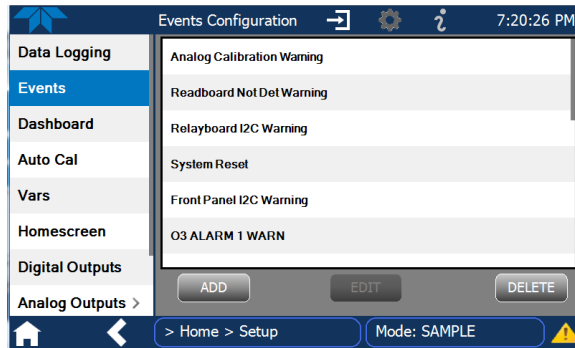 Events Configuration
7:20:26 PM
Data Logging
Events
Dashboard
Auto Cal
Vars
Homescreen
Digital Outputs
Analog Outputs >
Analog Calibration Warning
Readboard Not Det Warning
Relayboard I2C Warning
System Reset
Front Panel I2C Warning
O3 ALARM 1 WARN
ADD
EDIT
DELETE
> Home > Setup
Mode: SAMPLE